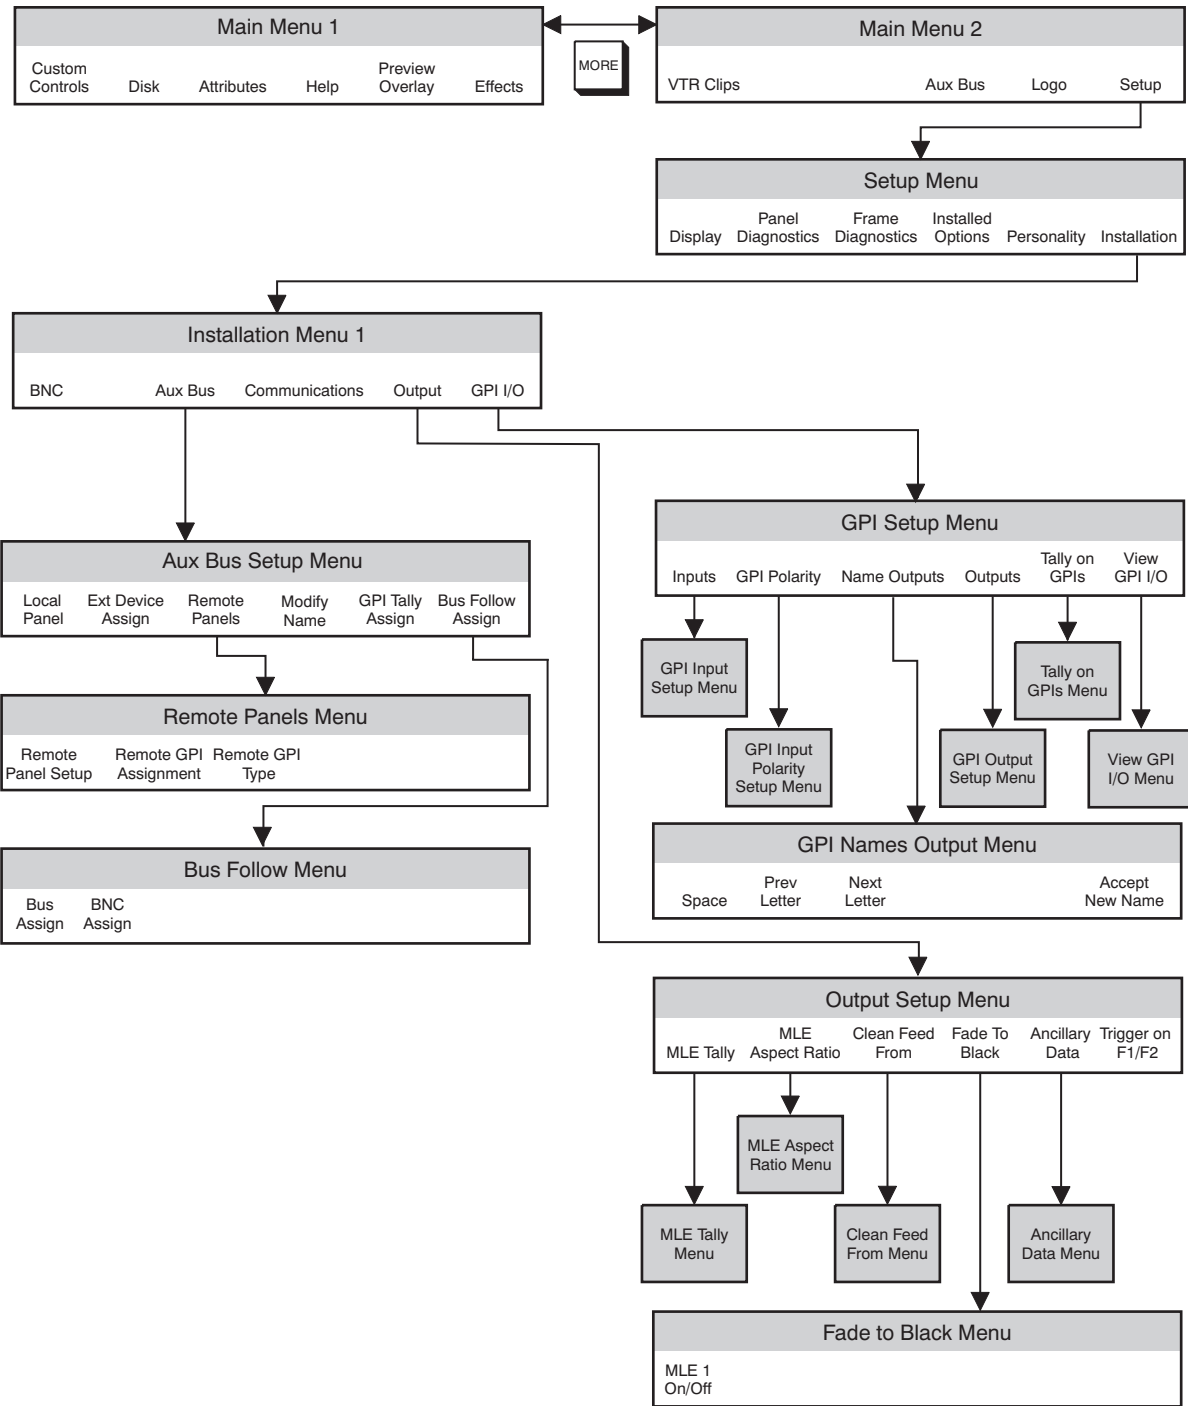 Main Menu 1
Custom
Controls
Disk
Attributes
Help
Preview
Overlay
Effects
MORE
Main Menu 2
VTR Clips
Aux Bus
Logo
Setup
Setup Menu
Display
Panel
Diagnostics
Frame
Diagnostics
Installed
Options
Personality
Installation
Installation Menu 1
BNC
Aux Bus
Communications
Output
GPI I/O
GPI Setup Menu
Inputs
GPI Polarity
Name Outputs
Outputs
Tally on
GPIs
View
GPI I/O
Aux Bus Setup Menu
Local
Panel
Ext Device
Assign
Remote
Panels
Modify
Name
GPI Tally
Assign
Bus Follow
Assign
GPI Input
Setup Menu
Tally on
GPIs Menu
Remote Panels Menu
Remote
Panel Setup
Remote GPI
Assignment
Remote GPI
Type
GPI Input
Polarity
Setup Menu
GPI Output
Setup Menu
View GPI
I/O Menu
GPI Names Output Menu
Space
Prev
Letter
Next
Letter
Accept
New Name
Bus Follow Menu
Bus
Assign
BNC
Assign
Output Setup Menu
MLE Tally
MLE
Aspect Ratio
Clean Feed
From
Fade To
Black
Ancillary
Data
Trigger on
F1/F2
MLE Aspect
Ratio Menu
MLE Tally
Menu
Clean Feed
From Menu
Ancillary
Data Menu
Fade to Black Menu
MLE 1
On/Off